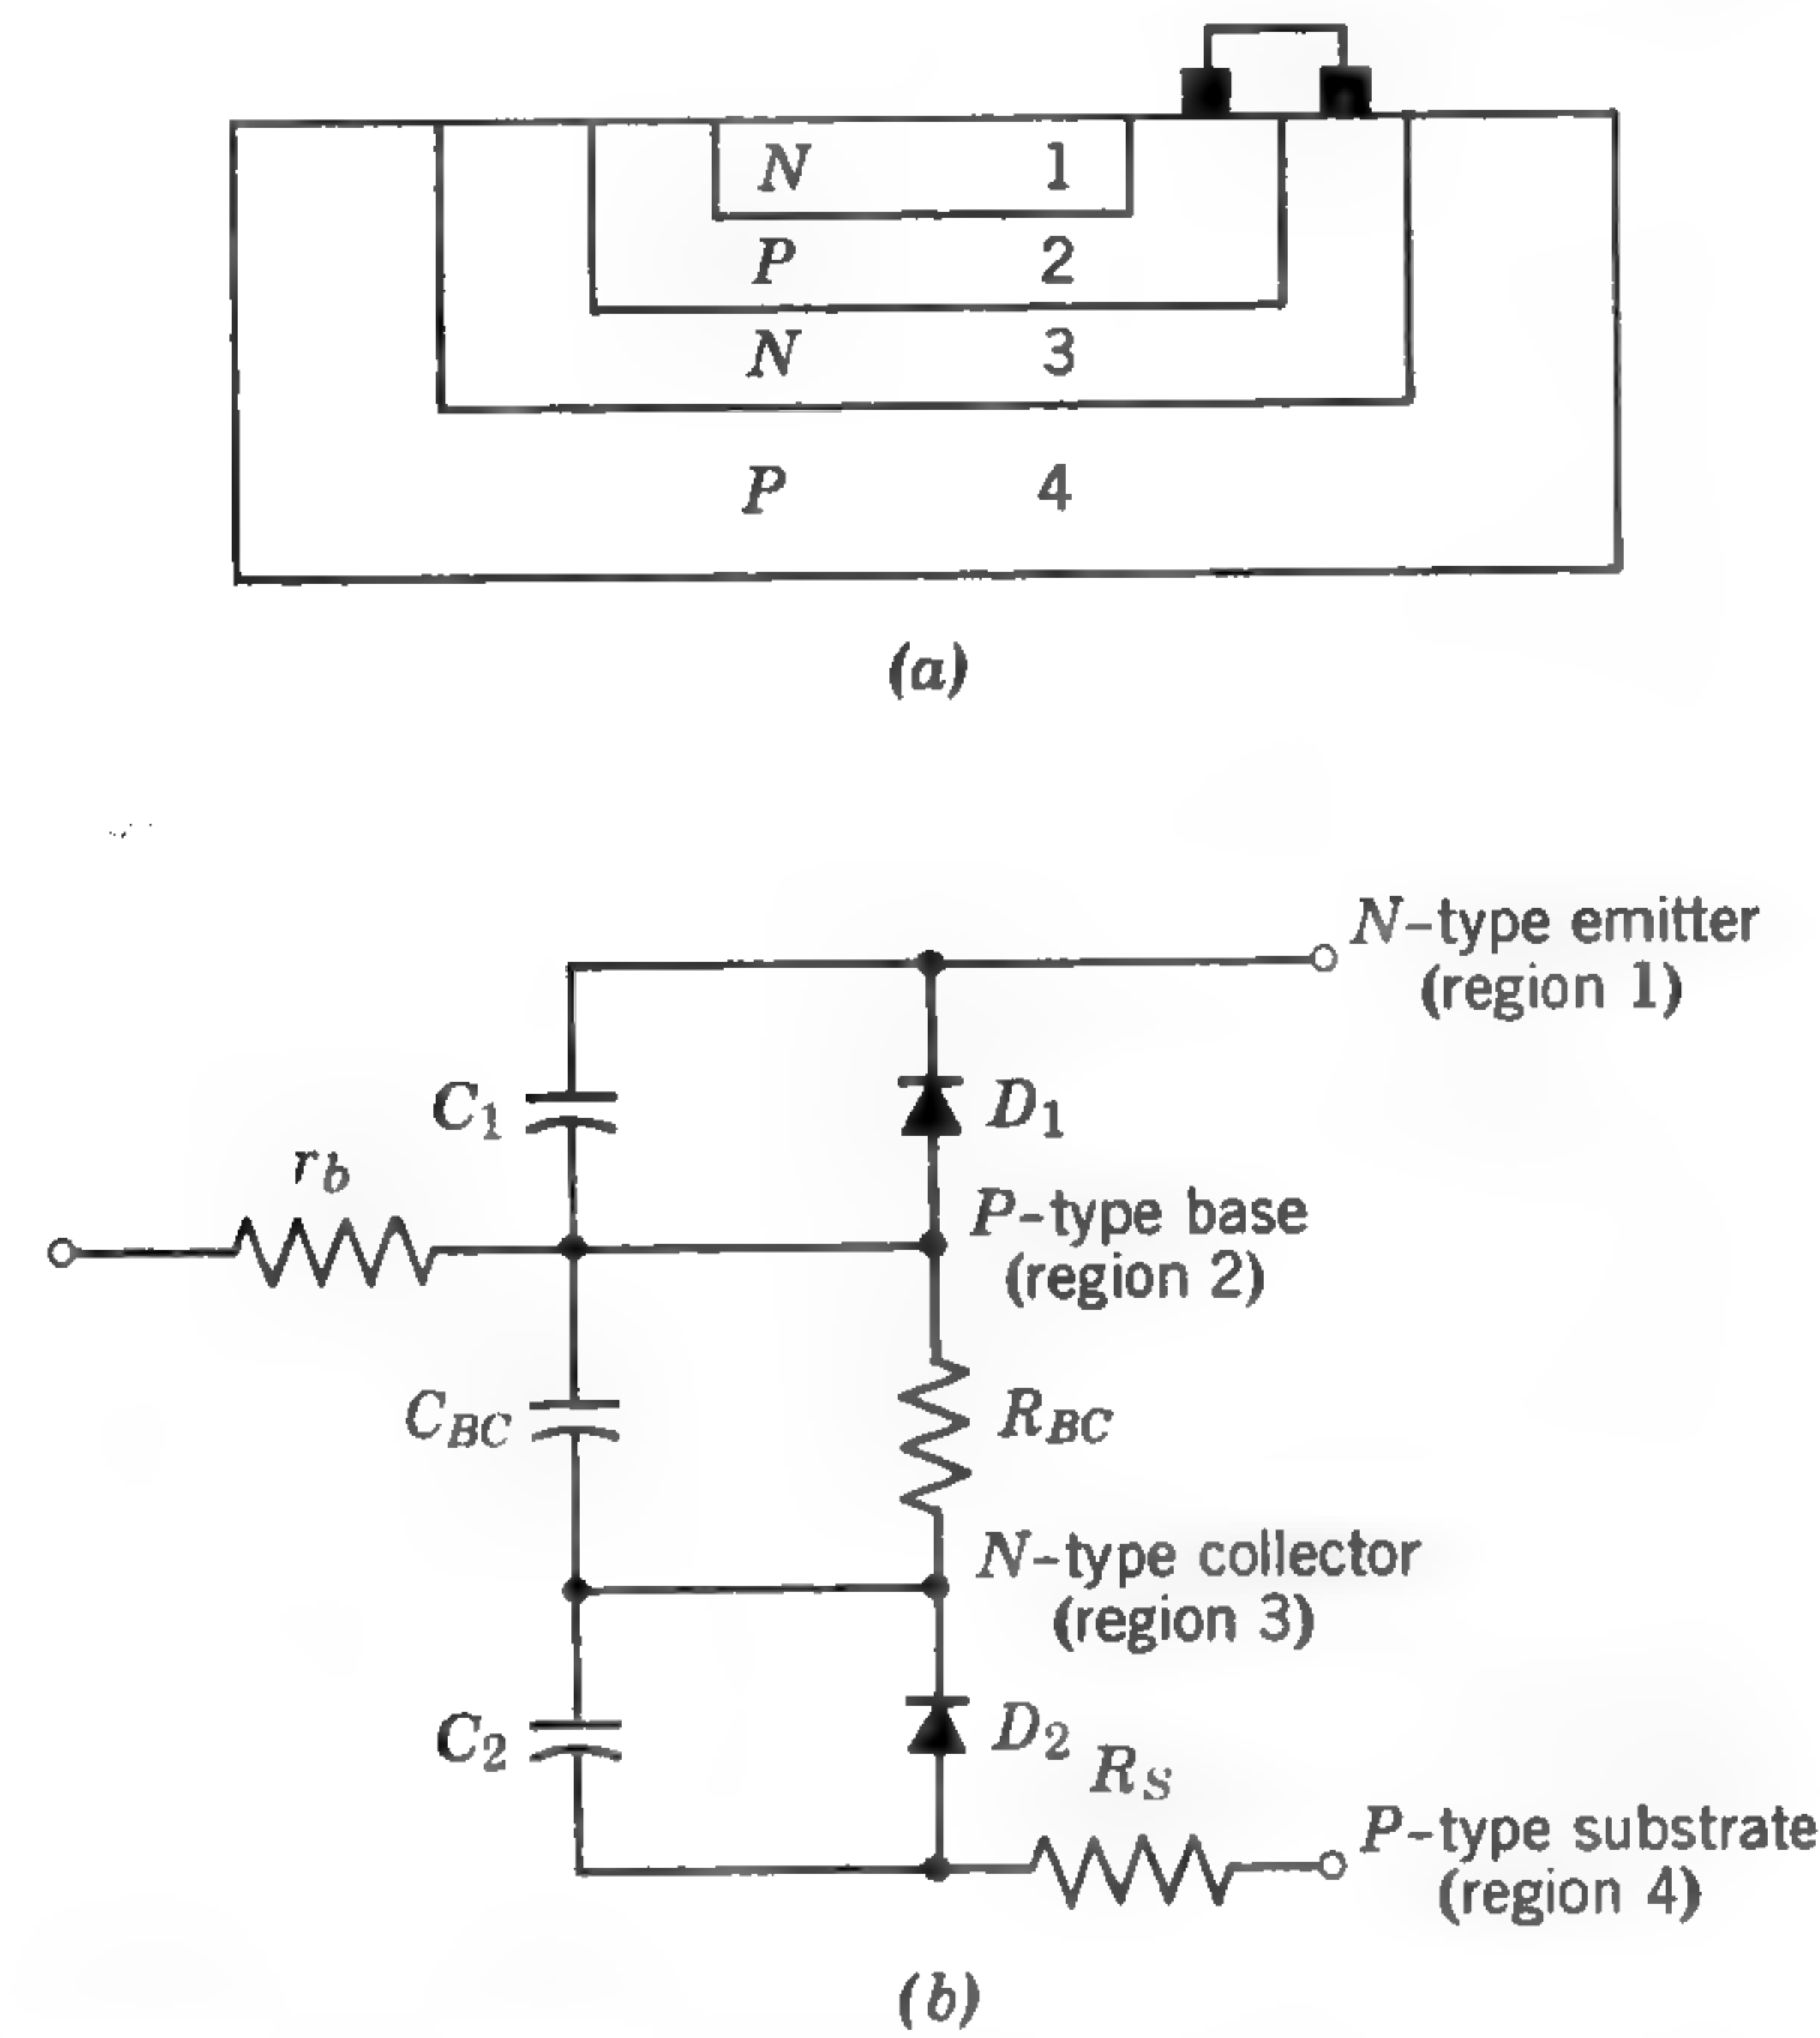 N 1
P 2
N 3
P 4
(a)
N-type emitter
(region 1)
C1 D1
rb
P-type base
(region 2)
CBC RBC
N-type collector
(region 3)
C2 D2 RS
P-type substrate
(region 4)
(b)